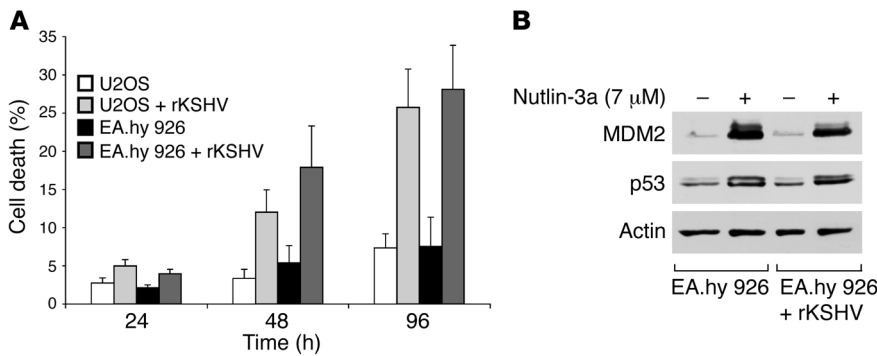 A
35
30
25
20
15
10
5
0
Cell death (%)
U2OS
U2OS + rKSHV
EA.hy 926
EA.hy 926 + rKSHV
24 48 96
Time (h)
B
Nutlin-3a (7 μM) – + – +
MDM2
p53
Actin
EA.hy 926 EA.hy 926
+ rKSHV